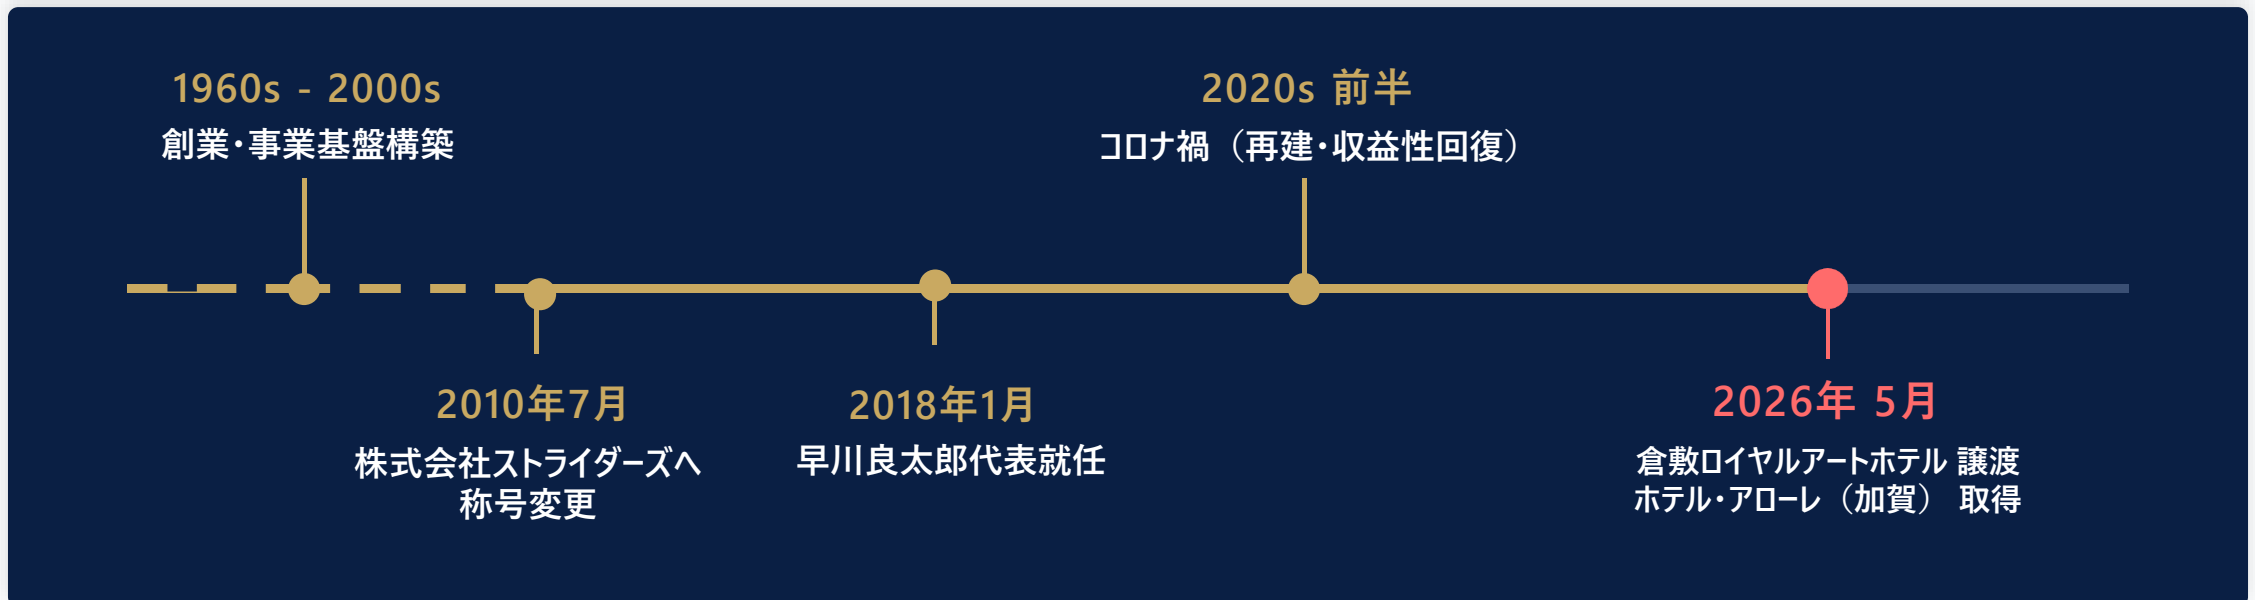 1960s - 2000s
創業・事業基盤構築
2020s 前半
コロナ禍（再建・収益性回復）
2010年7月
株式会社ストライダーズへ
称号変更
2018年1月
早川良太郎代表就任
2026年 5月
倉敷ロイヤルアートホテル 譲渡
ホテル・アローレ（加賀） 取得